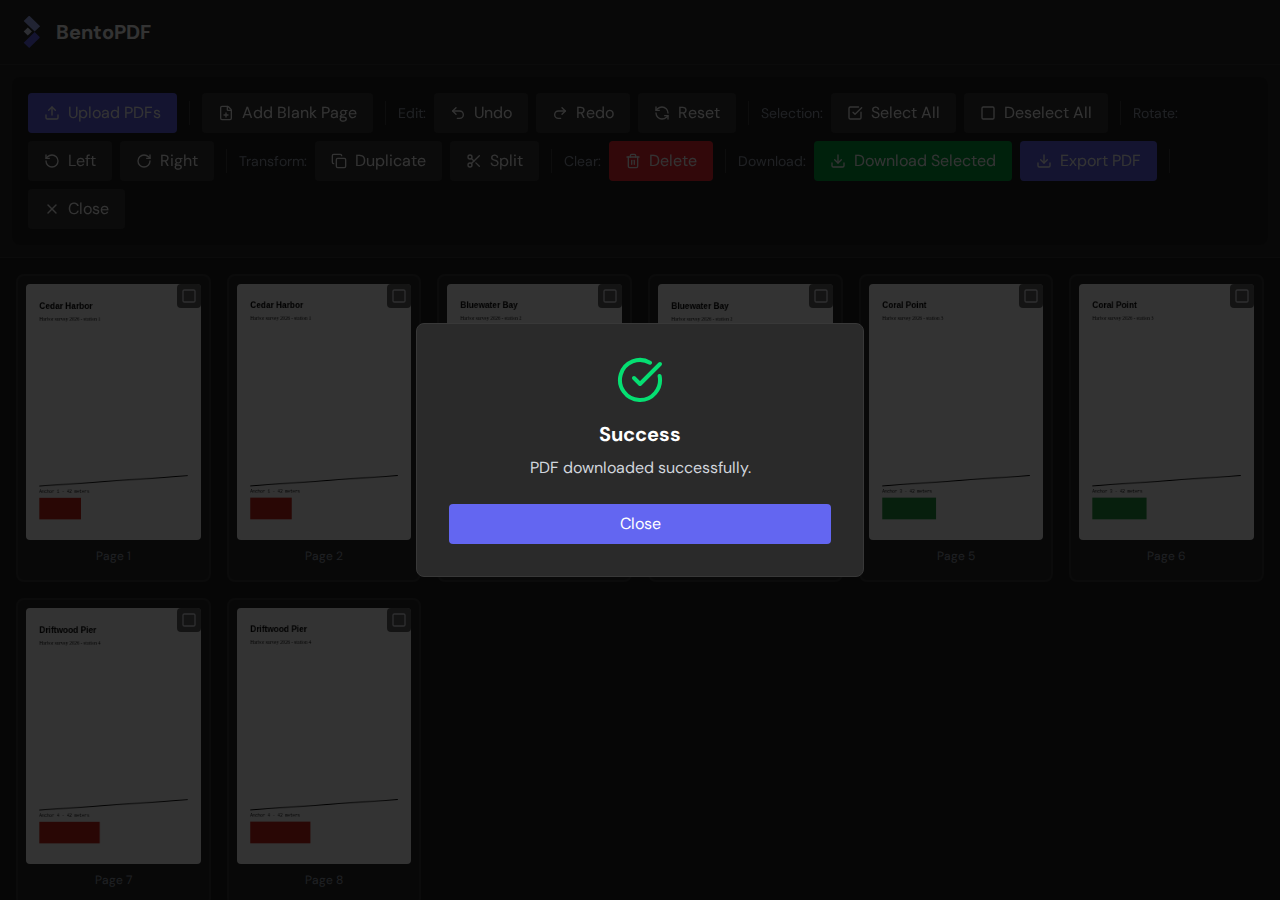 BentoPDF
Upload PDFs Add Blank Page Edit: Undo Redo Reset Selection: Select All Deselect All Rotate:
Left Right Transform: Duplicate Split Clear: Delete Download: Download Selected Export PDF
Close
Cedar Harbor
Cedar Harbor
Bluewater Bay
Bluewater Bay
Coral Point
Coral Point
Success
PDF downloaded successfully.
Close
Page 1
Page 2
Page 5
Page 6
Driftwood Pier
Driftwood Pier
Page 7
Page 8